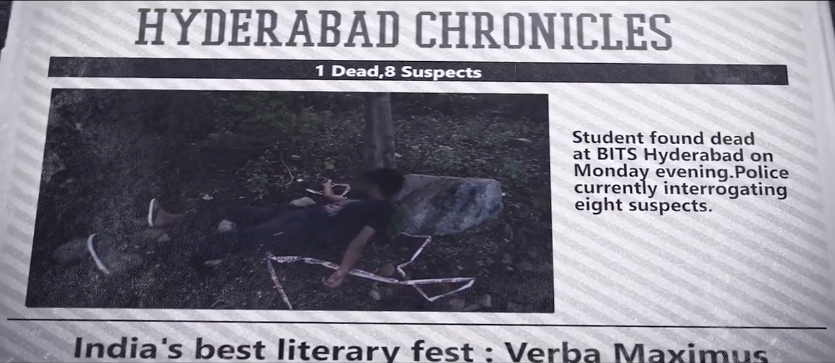 HYDERABAD CHRONICLES
1 Dead,8 Suspects
Student found dead
at BITS Hyderabad on
Monday evening.Police
currently interrogating
eight suspects.
India's best literary fest : Verba Maximus